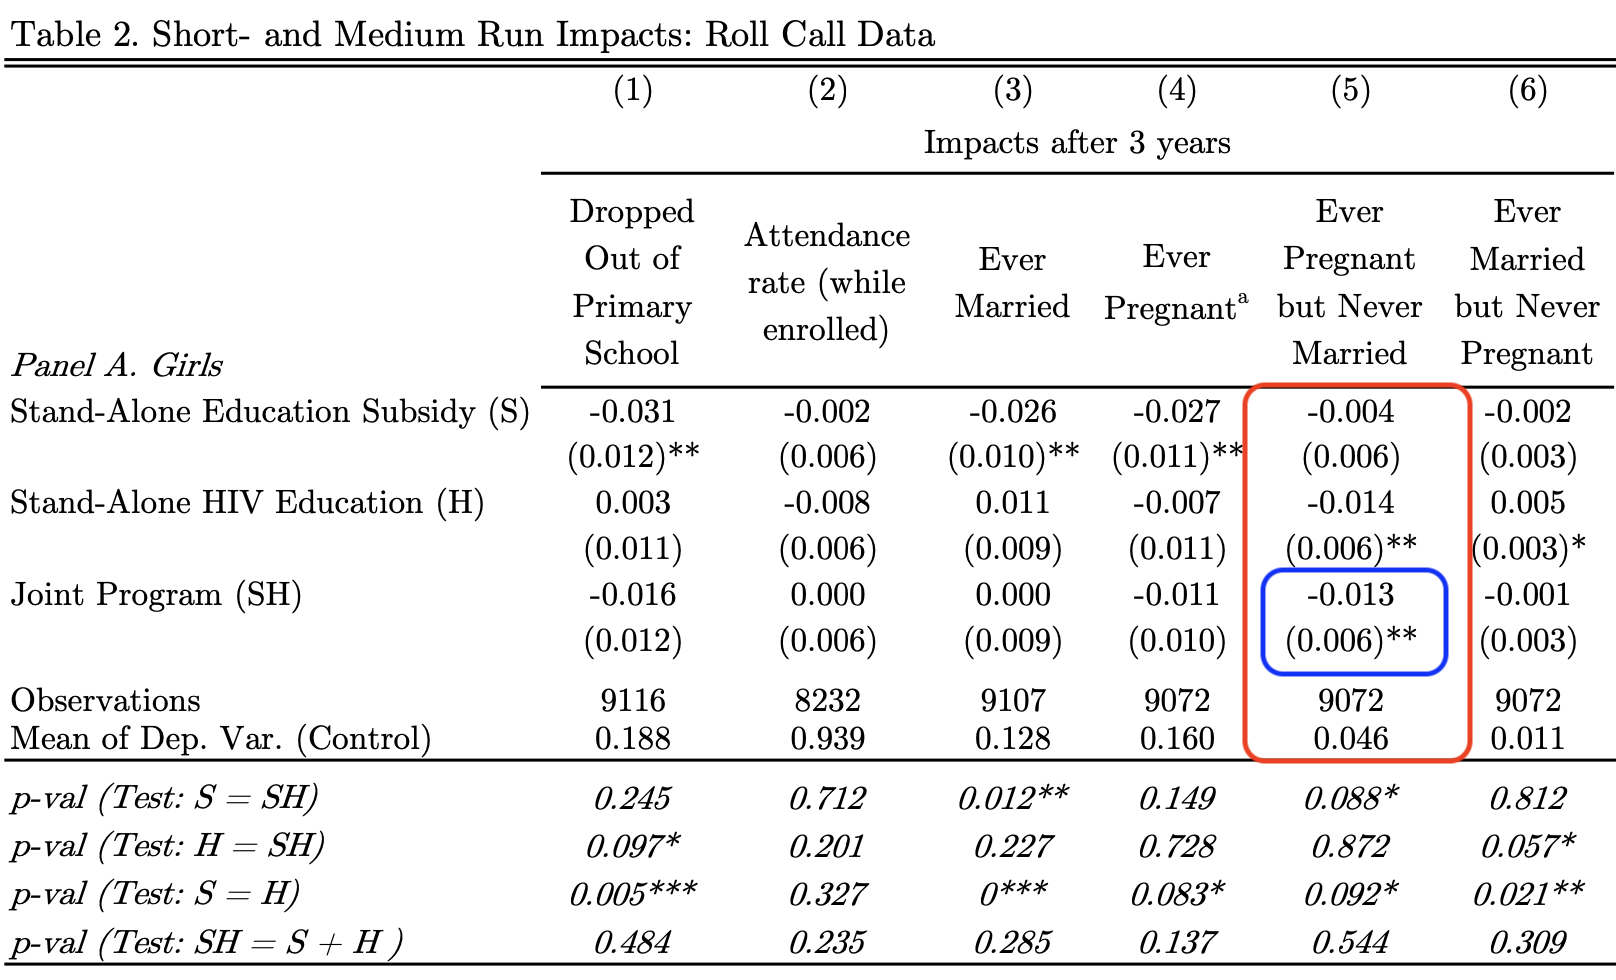 Table 2. Short- and Medium Run Impacts: Roll Call Data
(1) (2) (3) (4) (5) (6)
Impacts after 3 years
Panel A. Girls
Dropped Out of Primary School
Attendance rate (while enrolled)
Ever Married
Ever Pregnantᵃ
Ever Pregnant but Never Married
Ever Married but Never Pregnant
Stand-Alone Education Subsidy (S) -0.031 -0.002 -0.026 -0.027 -0.004 -0.002
(0.012)** (0.006) (0.010)** (0.011)** (0.006) (0.003)
Stand-Alone HIV Education (H) 0.003 -0.008 0.011 -0.007 -0.014 0.005
(0.011) (0.006) (0.009) (0.011) (0.006)** (0.003)*
Joint Program (SH) -0.016 0.000 0.000 -0.011 -0.013 -0.001
(0.012) (0.006) (0.009) (0.010) (0.006)** (0.003)
Observations 9116 8232 9107 9072 9072 9072
Mean of Dep. Var. (Control) 0.188 0.939 0.128 0.160 0.046 0.011
p-val (Test: S = SH) 0.245 0.712 0.012** 0.149 0.088* 0.812
p-val (Test: H = SH) 0.097* 0.201 0.227 0.728 0.872 0.057*
p-val (Test: S = H) 0.005*** 0.327 0*** 0.083* 0.092* 0.021**
p-val (Test: SH = S + H ) 0.484 0.235 0.285 0.137 0.544 0.309